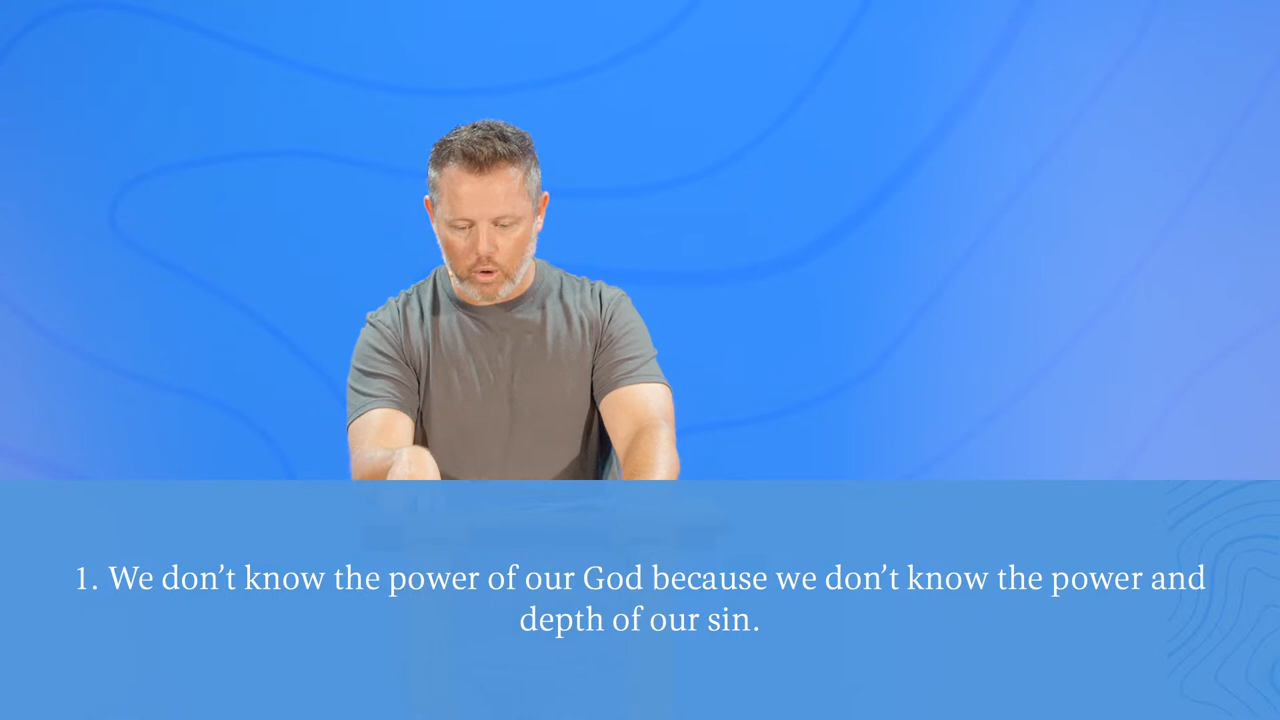 1. We don’t know the power of our God because we don’t know the power and
depth of our sin.